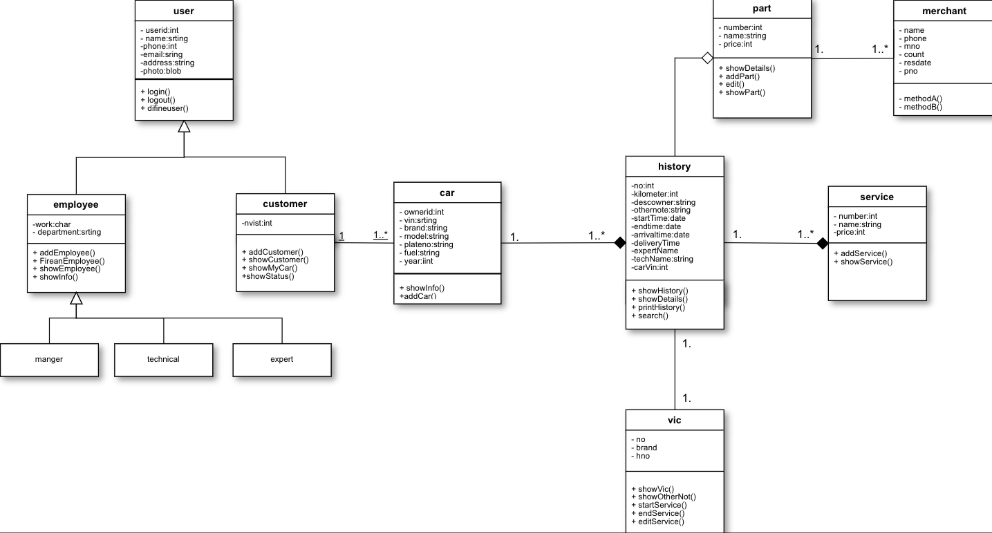 user
- userid:int
- name:srting
-phone:int
-email:sring
-address:string
-photo:blob
+ login()
+ logout()
+ difineuser()
part
- number:int
- name:string
- price:int
+ showDetails()
+ addPart()
+ edit()
+ showPart()
1.
1..*
merchant
- name
- phone
- mno
- count
- resdate
- pno
- methodA()
- methodB()
employee
-work:char
- department:srting
+ addEmployee()
+ FireanEmployee()
+ showEmployee()
+ showInfo()
customer
-nvist:int
+ addCustomer()
+ showCustomer()
+ showMyCar()
+showStatus()
1
1..*
car
- ownerid:int
- vin:srting
- brand:string
- model:string
- plateno:string
- fuel:string
- year:iint
+ showInfo()
+addCar()
1.
1..*
history
-no:int
-kilometer:int
-descowner:string
-othernote:string
-startTime:date
-endtime:date
-arrivaltime:date
-deliveryTime
-expertName
-techName:string
-carVin:int
+ showHistory()
+ showDetails()
+ printHistory()
+ search()
1.
1..*
service
- number:int
- name:string
-price:int
+ addService()
+ showService()
manger
technical
expert
1.
1.
vic
- no
- brand
- hno
+ showVic()
+ showOtherNot()
+ startService()
+ endService()
+ editService()